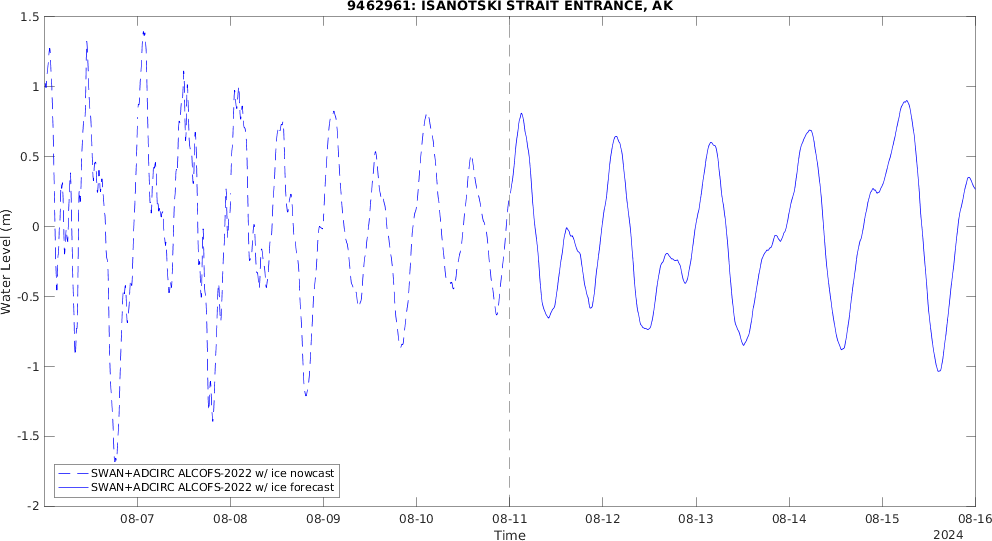 9462961: ISANOTSKI STRAIT ENTRANCE, AK
Water Level (m)
1.5
1
0.5
0
-0.5
-1
-1.5
-2
SWAN+ADCIRC ALCOFS-2022 w/ ice nowcast
SWAN+ADCIRC ALCOFS-2022 w/ ice forecast
08-07 08-08 08-09 08-10 08-11 08-12 08-13 08-14 08-15 08-16
Time
2024